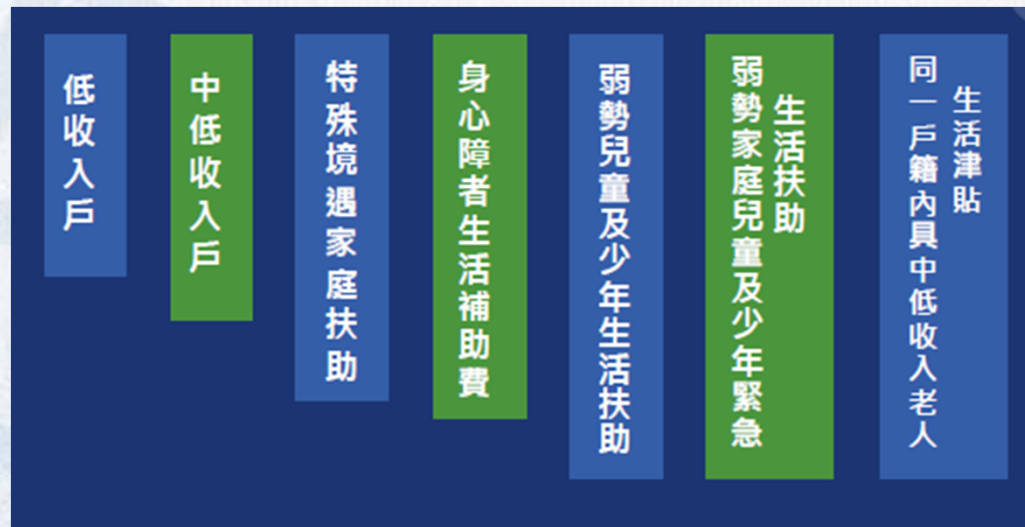 低收入戶
中低收入戶
特殊境遇家庭扶助
身心障者生活補助費
弱勢兒童及少年生活扶助
弱勢家庭兒童及少年緊急
生活扶助
同一戶籍內具中低收入老人
生活津貼